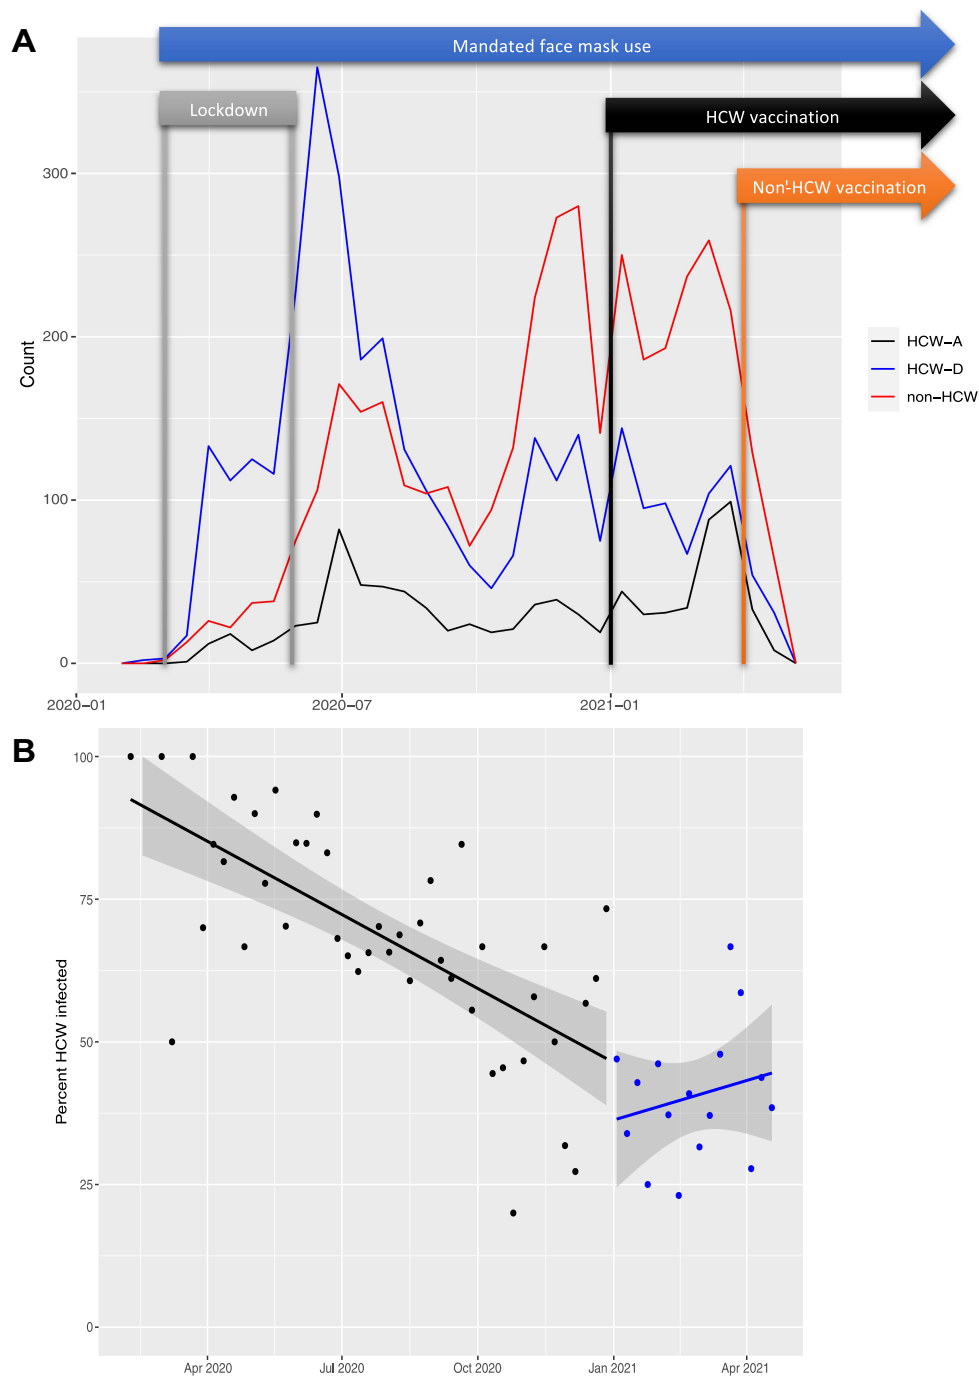 A
Mandated face mask use
Lockdown
HCW vaccination
Non-HCW vaccination
300
200
100
0
Count
2020-01
2020-07
2021-01
HCW-A
HCW-D
non-HCW
B
100
75
50
25
0
Percent HCW infected
Apr 2020
Jul 2020
Oct 2020
Jan 2021
Apr 2021